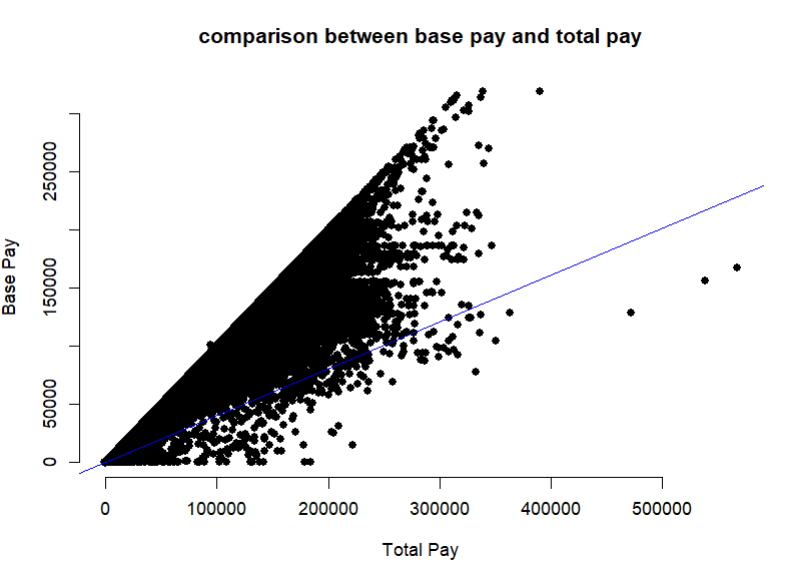 comparison between base pay and total pay
Base Pay
0
50000
150000
250000
0 100000 200000 300000 400000 500000
Total Pay